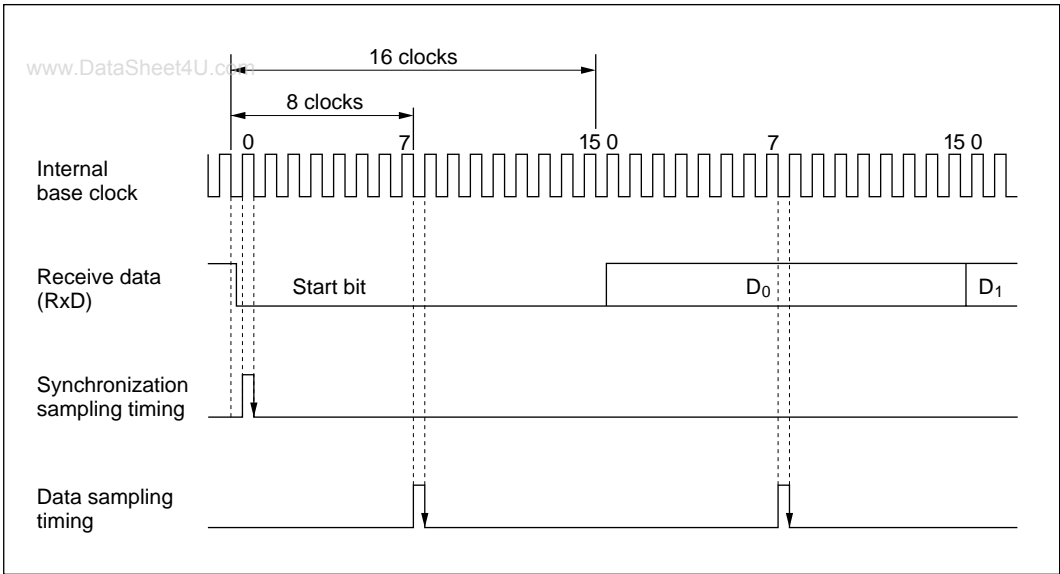 www.DataSheet4U.com
16 clocks
8 clocks
0 7 15 0 7 15 0
Internal
base clock
Receive data
(RxD)
Start bit D0 D1
Synchronization
sampling timing
Data sampling
timing